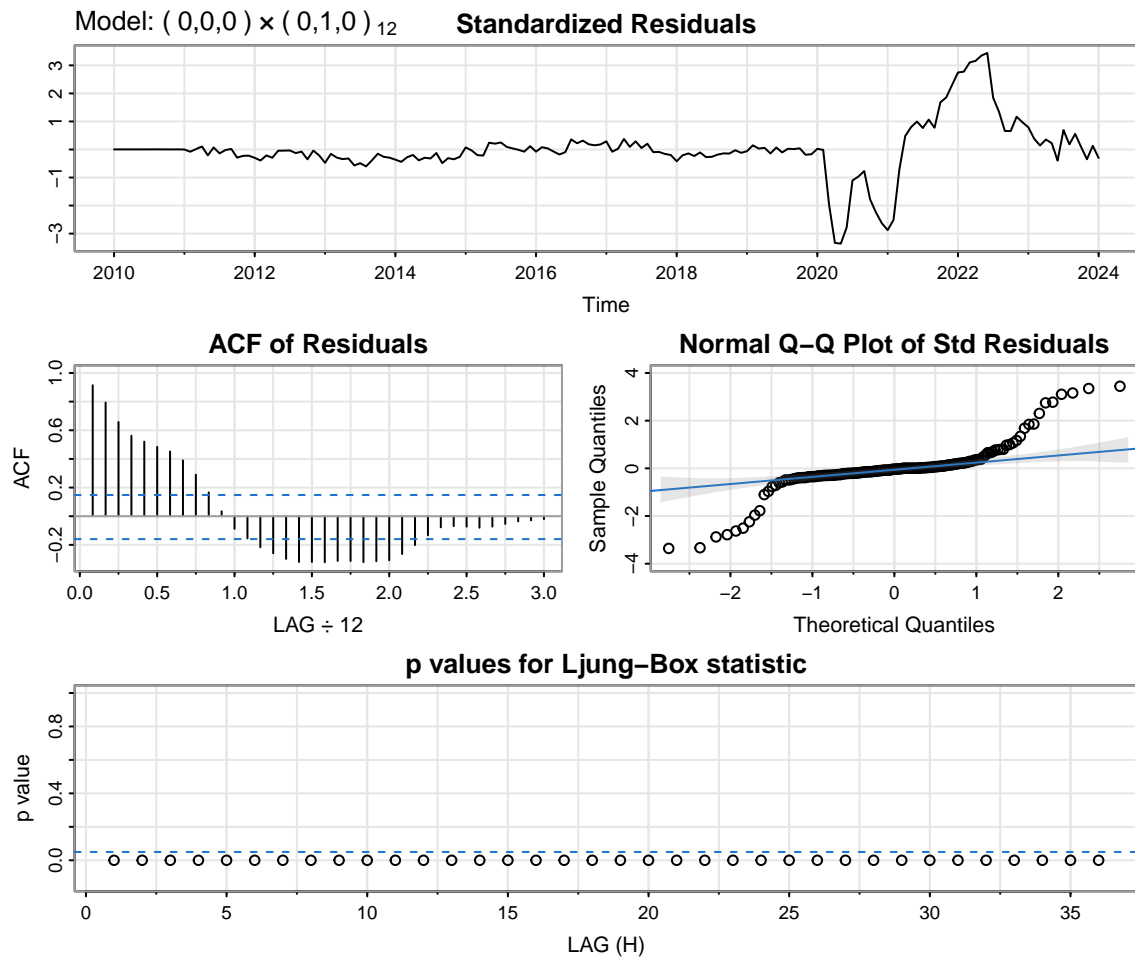 Model: ( 0,0,0 ) × ( 0,1,0 ) 12 Standardized Residuals
3
2
1
−1
−3
2010 2012 2014 2016 2018 2020 2022 2024
Time
ACF of Residuals
1.0
0.6
0.2
−0.2
ACF
0.0 0.5 1.0 1.5 2.0 2.5 3.0
LAG ÷ 12
Normal Q−Q Plot of Std Residuals
4
2
0
−2
−4
Sample Quantiles
−2 −1 0 1 2
Theoretical Quantiles
p values for Ljung−Box statistic
0.8
0.4
0.0
p value
0 5 10 15 20 25 30 35
LAG (H)